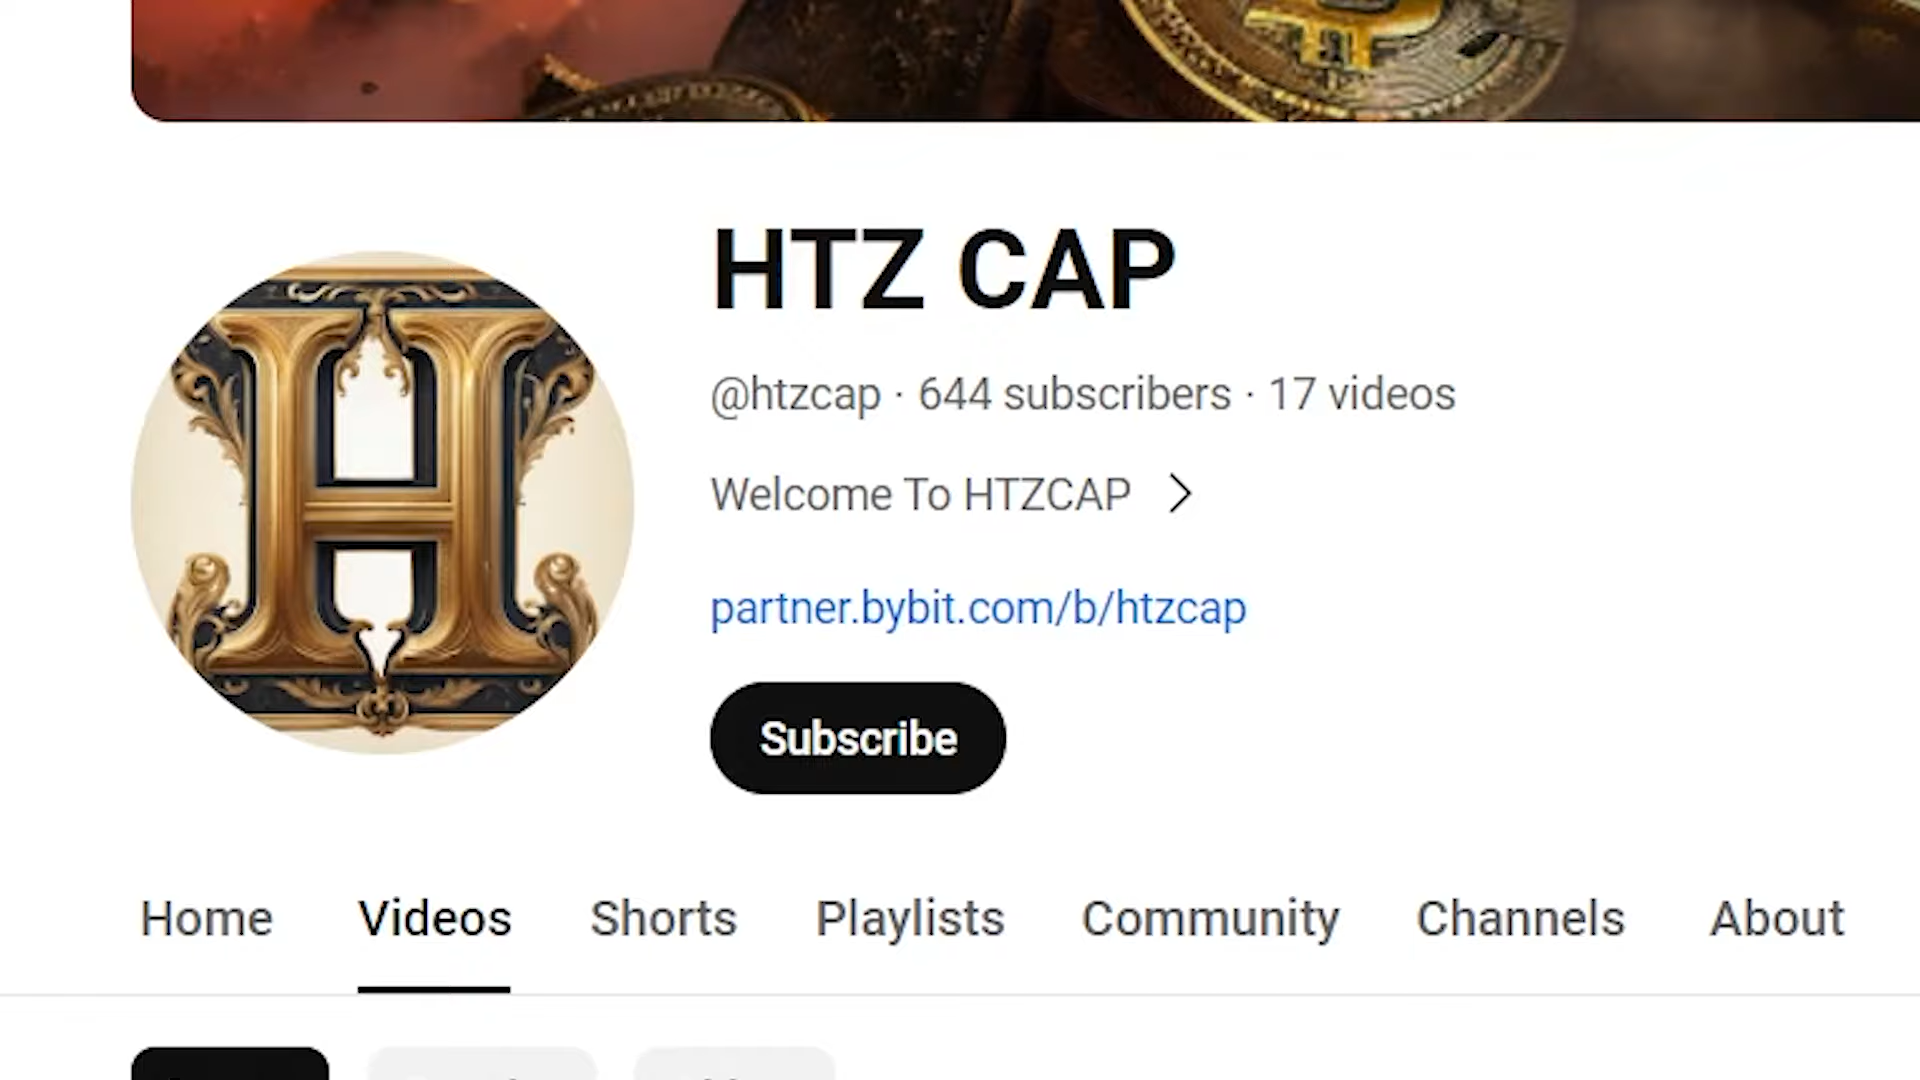 HTZ CAP
@htzcap · 644 subscribers · 17 videos
Welcome To HTZCAP
partner.bybit.com/b/htzcap
Subscribe
Home Videos Shorts Playlists Community Channels About